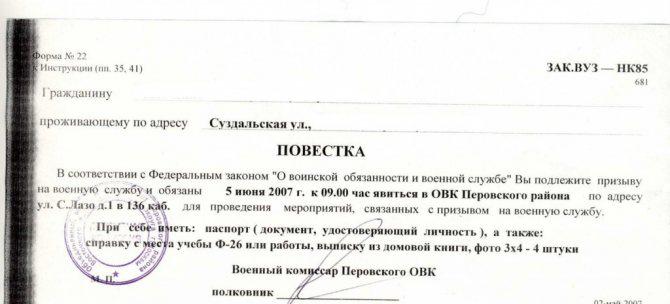 Форма № 22
к Инструкции (пп. 35, 41)
ЗАК.ВУЗ — НК85
681
Гражданину
проживающему по адресу Суздальская ул.,
ПОВЕСТКА
В соответствии с Федеральным законом "О воинской обязанности и военной службе" Вы подлежите призыву
на военную службу и обязаны 5 июня 2007 г. к 09.00 час явиться в ОВК Перовского района по адресу
ул. С.Лазо д.1 в 136 каб. для проведения мероприятий, связанных с призывом на военную службу.
При себе иметь: паспорт ( документ, удостоверяющий личность ), а также:
справку с места учебы Ф-26 или работы, выписку из домовой книги, фото 3х4 - 4 штуки
Военный комиссар Перовского ОВК
М. П.
полковник
02-май-2007